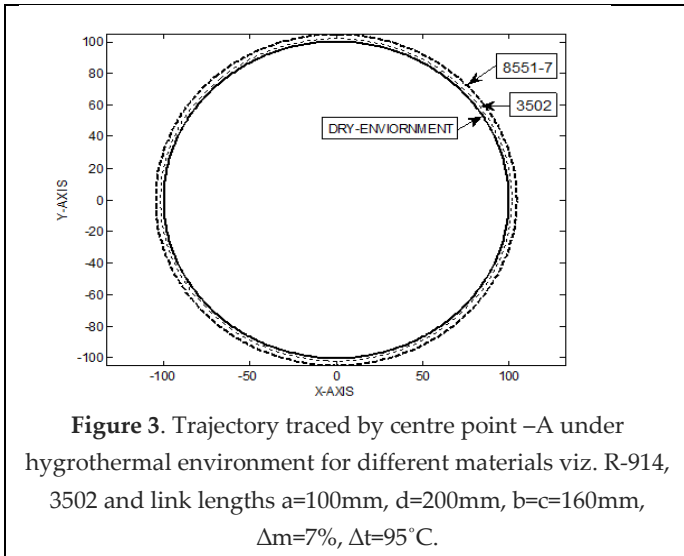 100
80
60
40
20
0
-20
-40
-60
-80
-100
Y-AXIS
8551-7
3502
DRY-ENVIORNMENT
-100
-50
0
50
100
X-AXIS
Figure 3. Trajectory traced by centre point –A under
hygrothermal environment for different materials viz. R-914,
3502 and link lengths a=100mm, d=200mm, b=c=160mm,
Δm=7%, Δt=95˚C.